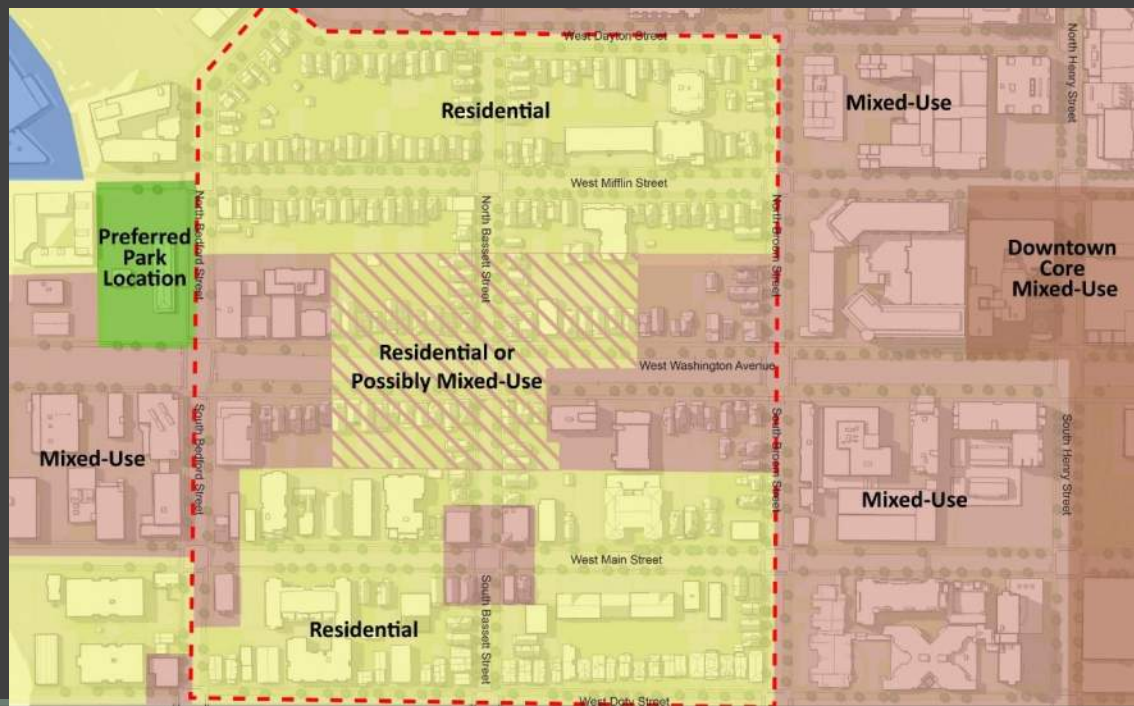 West Dayton Street
North Henry Street
Residential
Mixed-Use
West Mifflin Street
North Bedford Street
North Bassett Street
North Broom Street
Preferred
Park
Location
Downtown
Core
Mixed-Use
Residential or
Possibly Mixed-Use
West Washington Avenue
South Bedford Street
South Broom Street
South Henry Street
Mixed-Use
Mixed-Use
West Main Street
South Bassett Street
Residential
West Doty Street